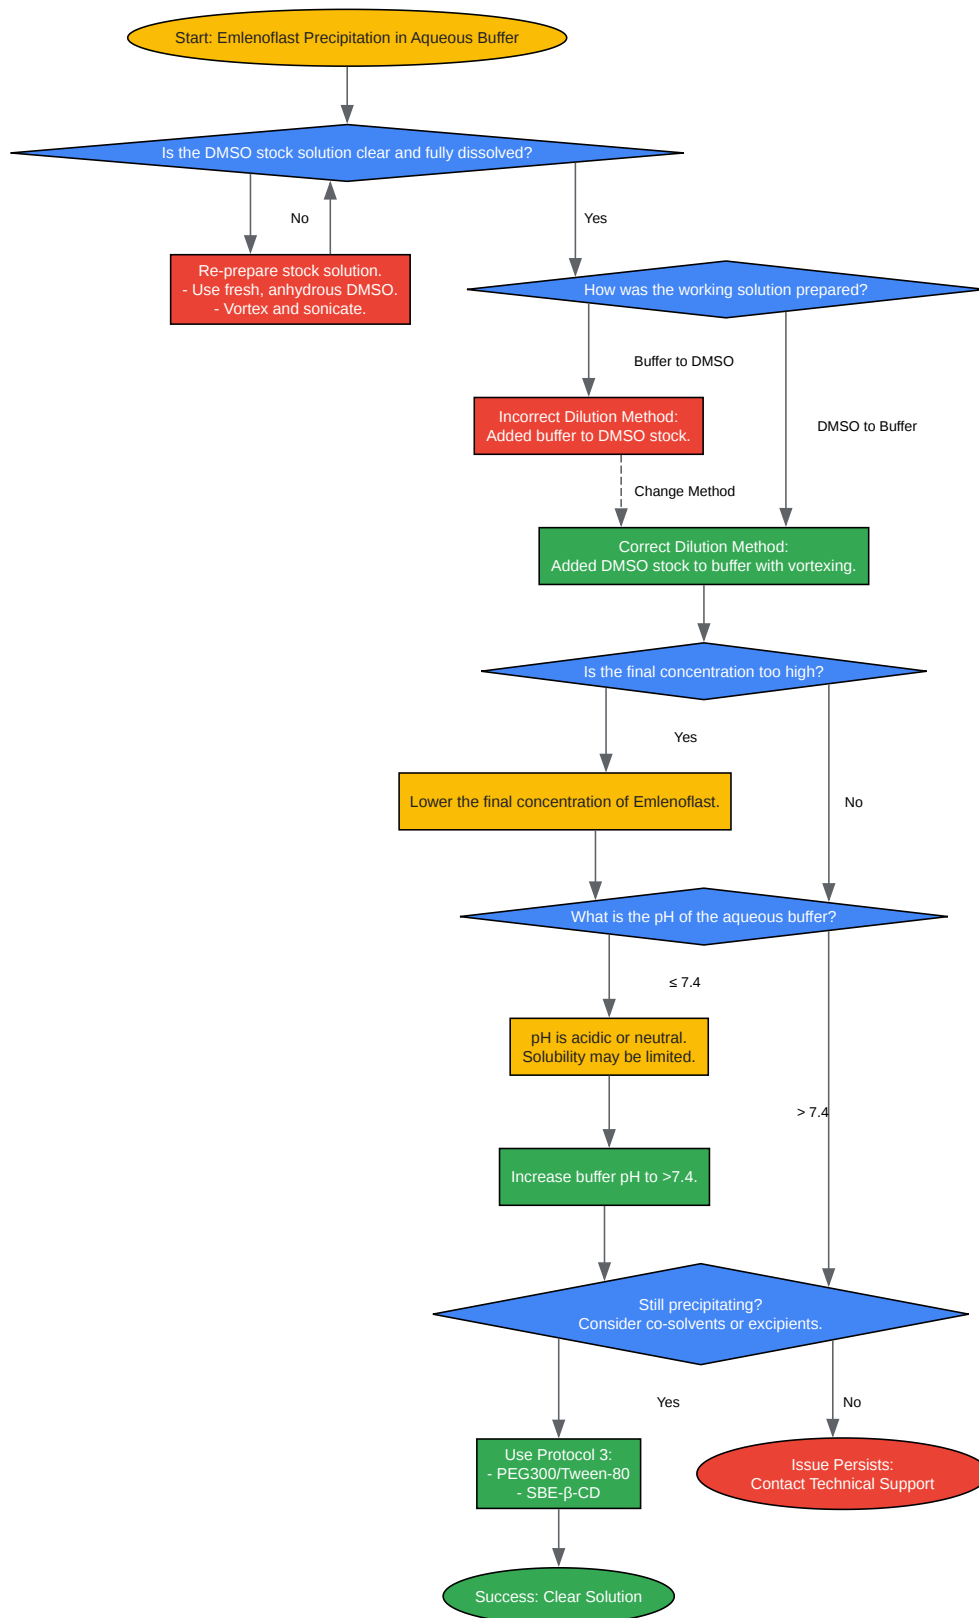 Start: Emlenoflast Precipitation in Aqueous Buffer
Is the DMSO stock solution clear and fully dissolved?
No
Yes
Re-prepare stock solution.
- Use fresh, anhydrous DMSO.
- Vortex and sonicate.
How was the working solution prepared?
Buffer to DMSO
DMSO to Buffer
Incorrect Dilution Method:
Added buffer to DMSO stock.
Change Method
Correct Dilution Method:
Added DMSO stock to buffer with vortexing.
Is the final concentration too high?
Yes
No
Lower the final concentration of Emlenoflast.
What is the pH of the aqueous buffer?
≤ 7.4
> 7.4
pH is acidic or neutral.
Solubility may be limited.
Increase buffer pH to >7.4.
Still precipitating?
Consider co-solvents or excipients.
Yes
No
Use Protocol 3:
- PEG300/Tween-80
- SBE-β-CD
Issue Persists:
Contact Technical Support
Success: Clear Solution